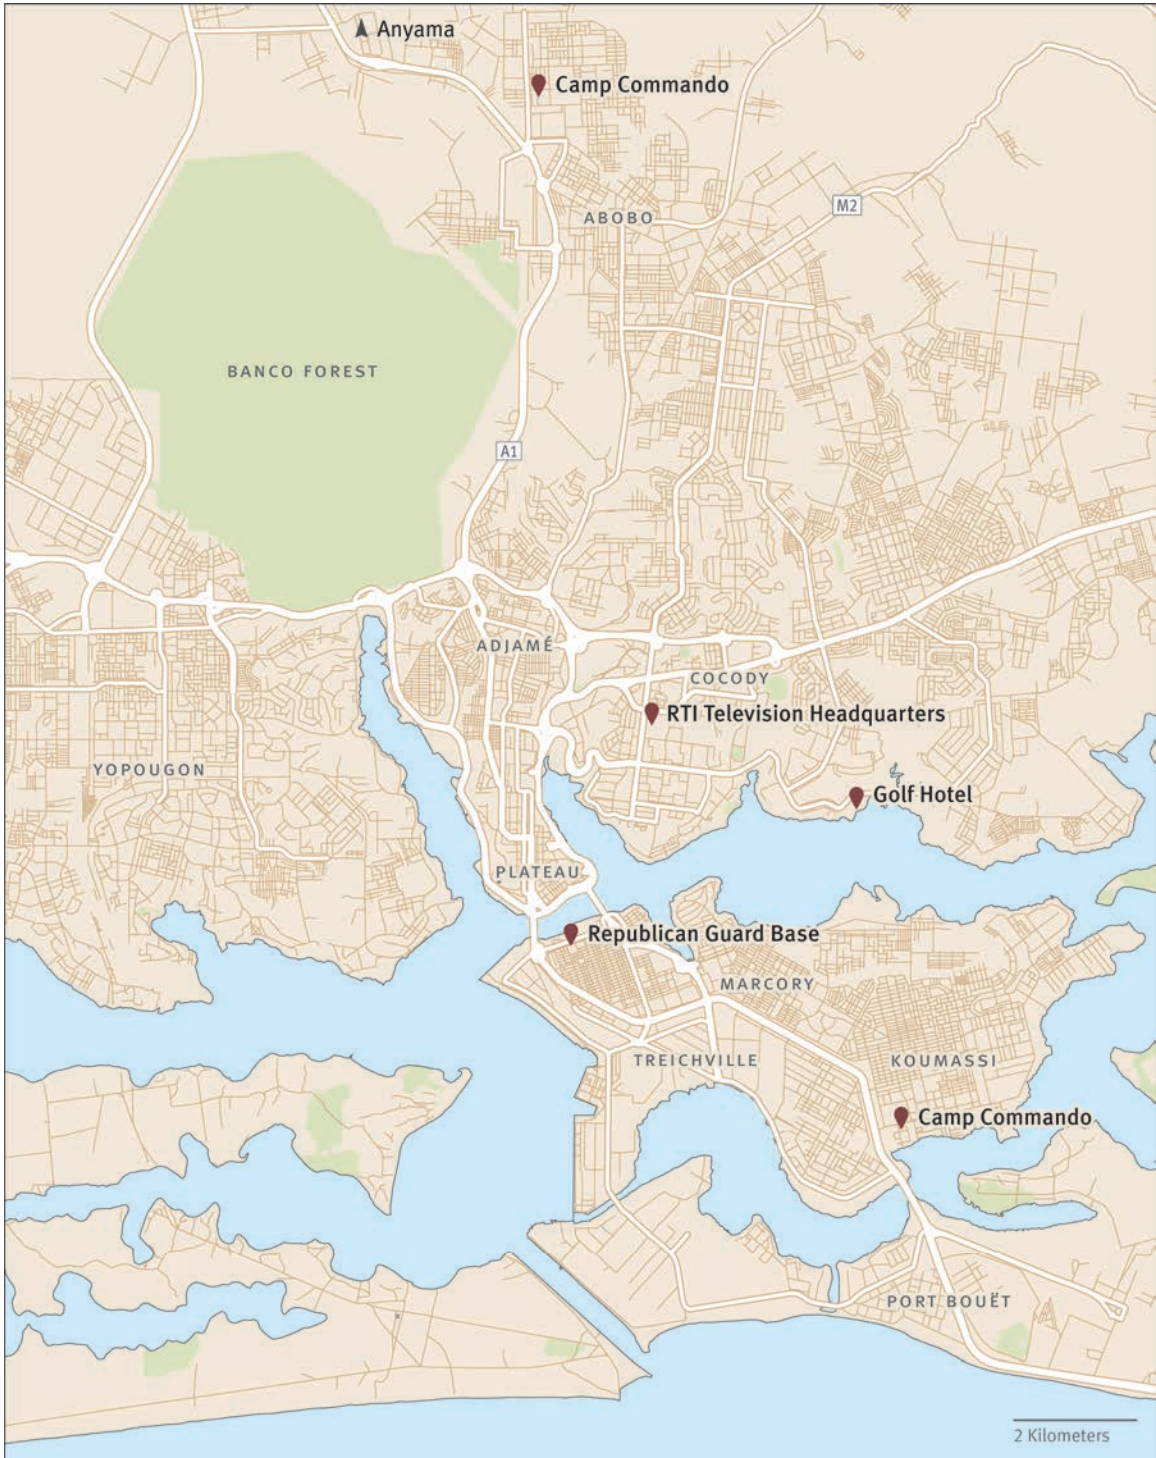 Anyama
Camp Commando
ABOBO
M2
BANCO FOREST
A1
ADJAMÉ
COCODY
RTI Television Headquarters
YOPOUGON
Golf Hotel
PLATEAU
Republican Guard Base
MARCORY
TREICHVILLE
KOUMASSI
Camp Commando
PORT BOUËT
2 Kilometers